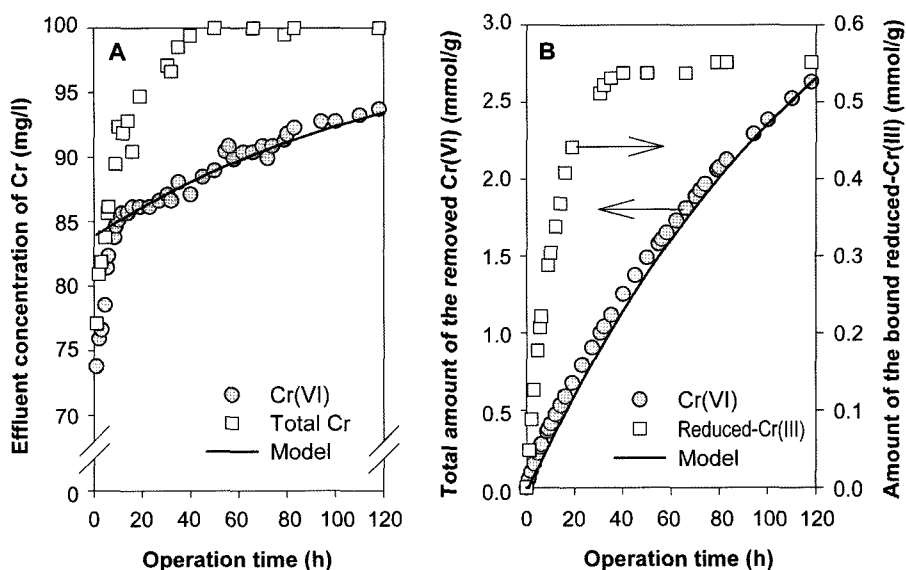 A
Effluent concentration of Cr (mg/l)
100
95
90
85
80
75
70
0
Cr(VI)
Total Cr
Model
0 20 40 60 80 100 120
Operation time (h)
B
Total amount of the removed Cr(VI) (mmol/g)
3.0
2.5
2.0
1.5
1.0
0.5
0.0
Cr(VI)
Reduced-Cr(III)
Model
0 20 40 60 80 100 120
Operation time (h)
0.6
0.5
0.4
0.3
0.2
0.1
0.0
Amount of the bound reduced-Cr(III) (mmol/g)